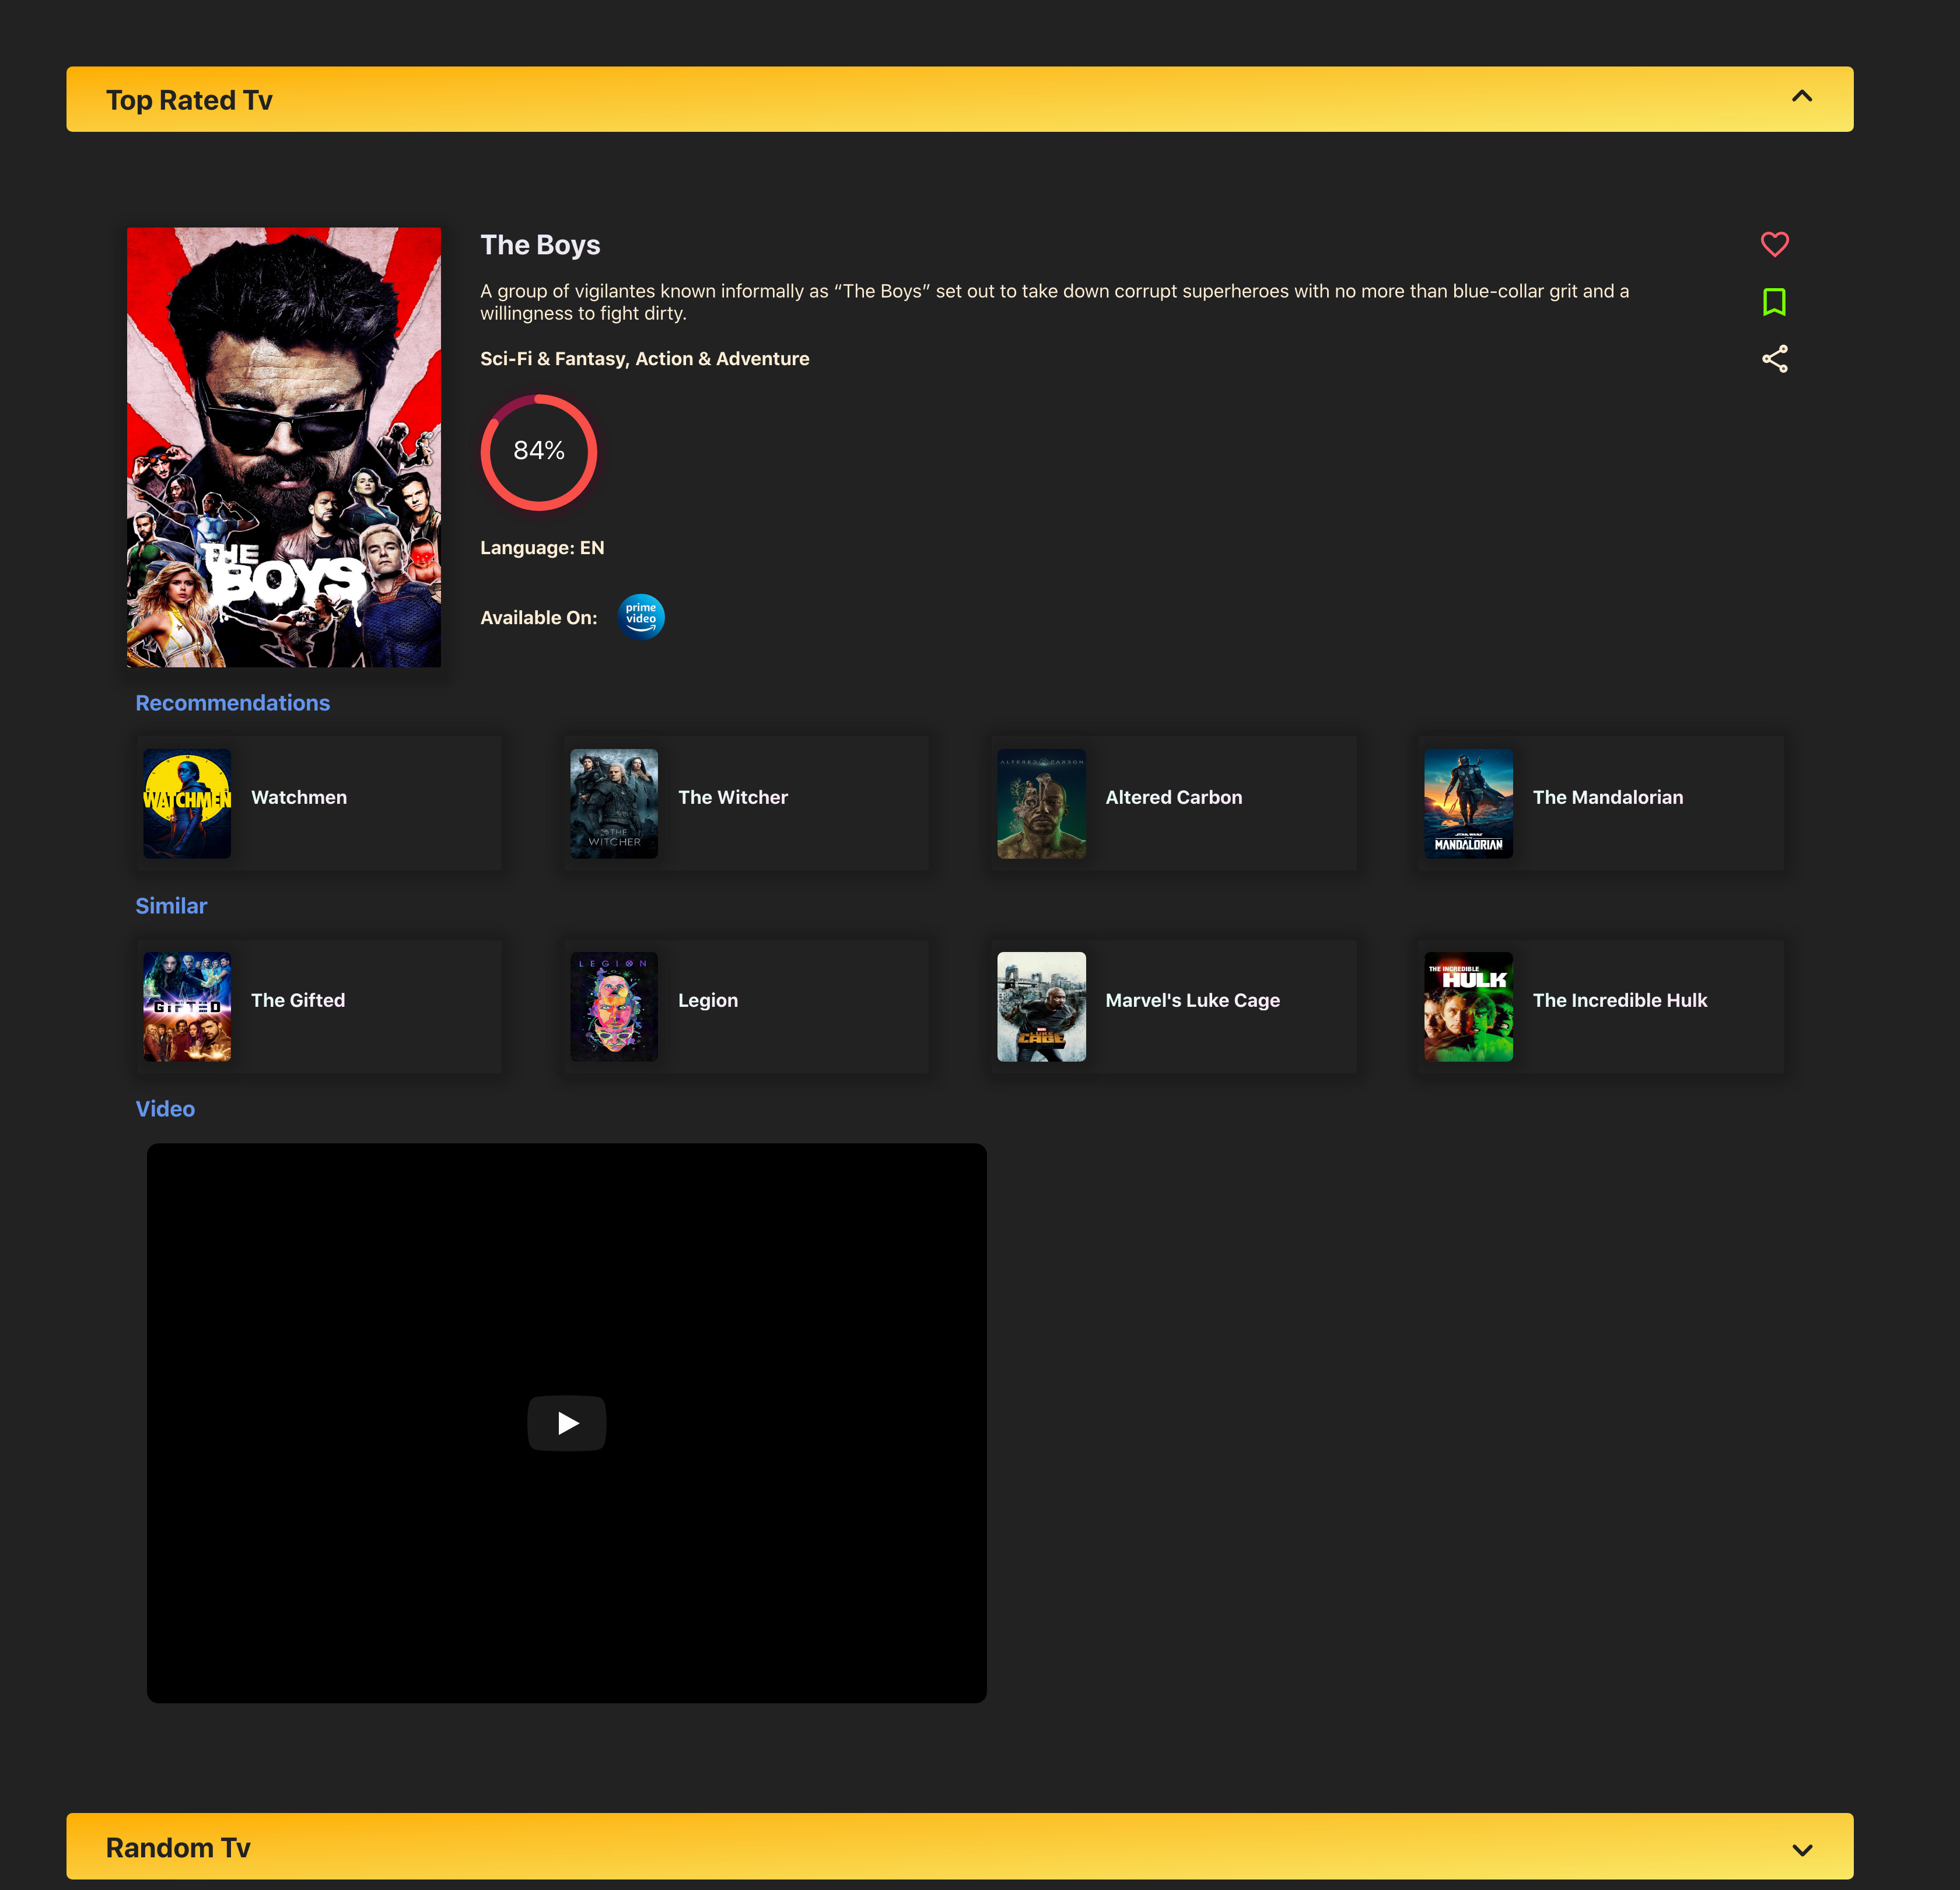 Top Rated Tv
The Boys
A group of vigilantes known informally as “The Boys” set out to take down corrupt superheroes with no more than blue-collar grit and a
willingness to fight dirty.
Sci-Fi & Fantasy, Action & Adventure
84%
Language: EN
Available On:
prime
video
THE
BOYS
Recommendations
WATCHMEN
Watchmen
THE
WITCHER
The Witcher
ALTERED CARBON
Altered Carbon
STAR WARS
MANDALORIAN
The Mandalorian
Similar
GIFTED
The Gifted
LEGION
Legion
MARVEL
LUKE
CAGE
Marvel's Luke Cage
THE INCREDIBLE
HULK
The Incredible Hulk
Video
Random Tv